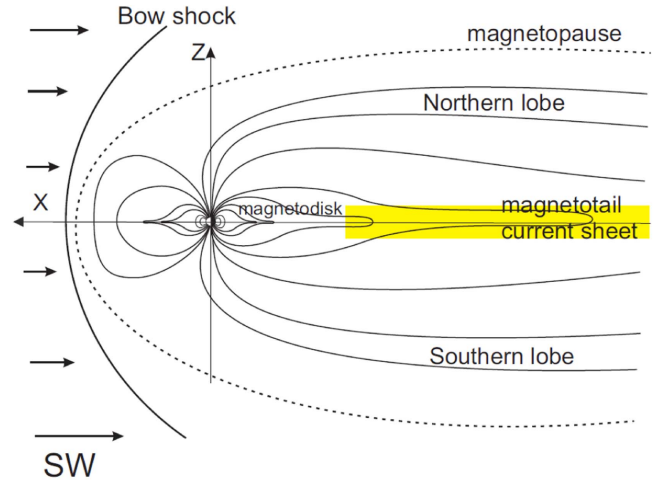 Bow shock
magnetopause
Z
Northern lobe
X
magnetodisk
magnetotail
current sheet
Southern lobe
SW